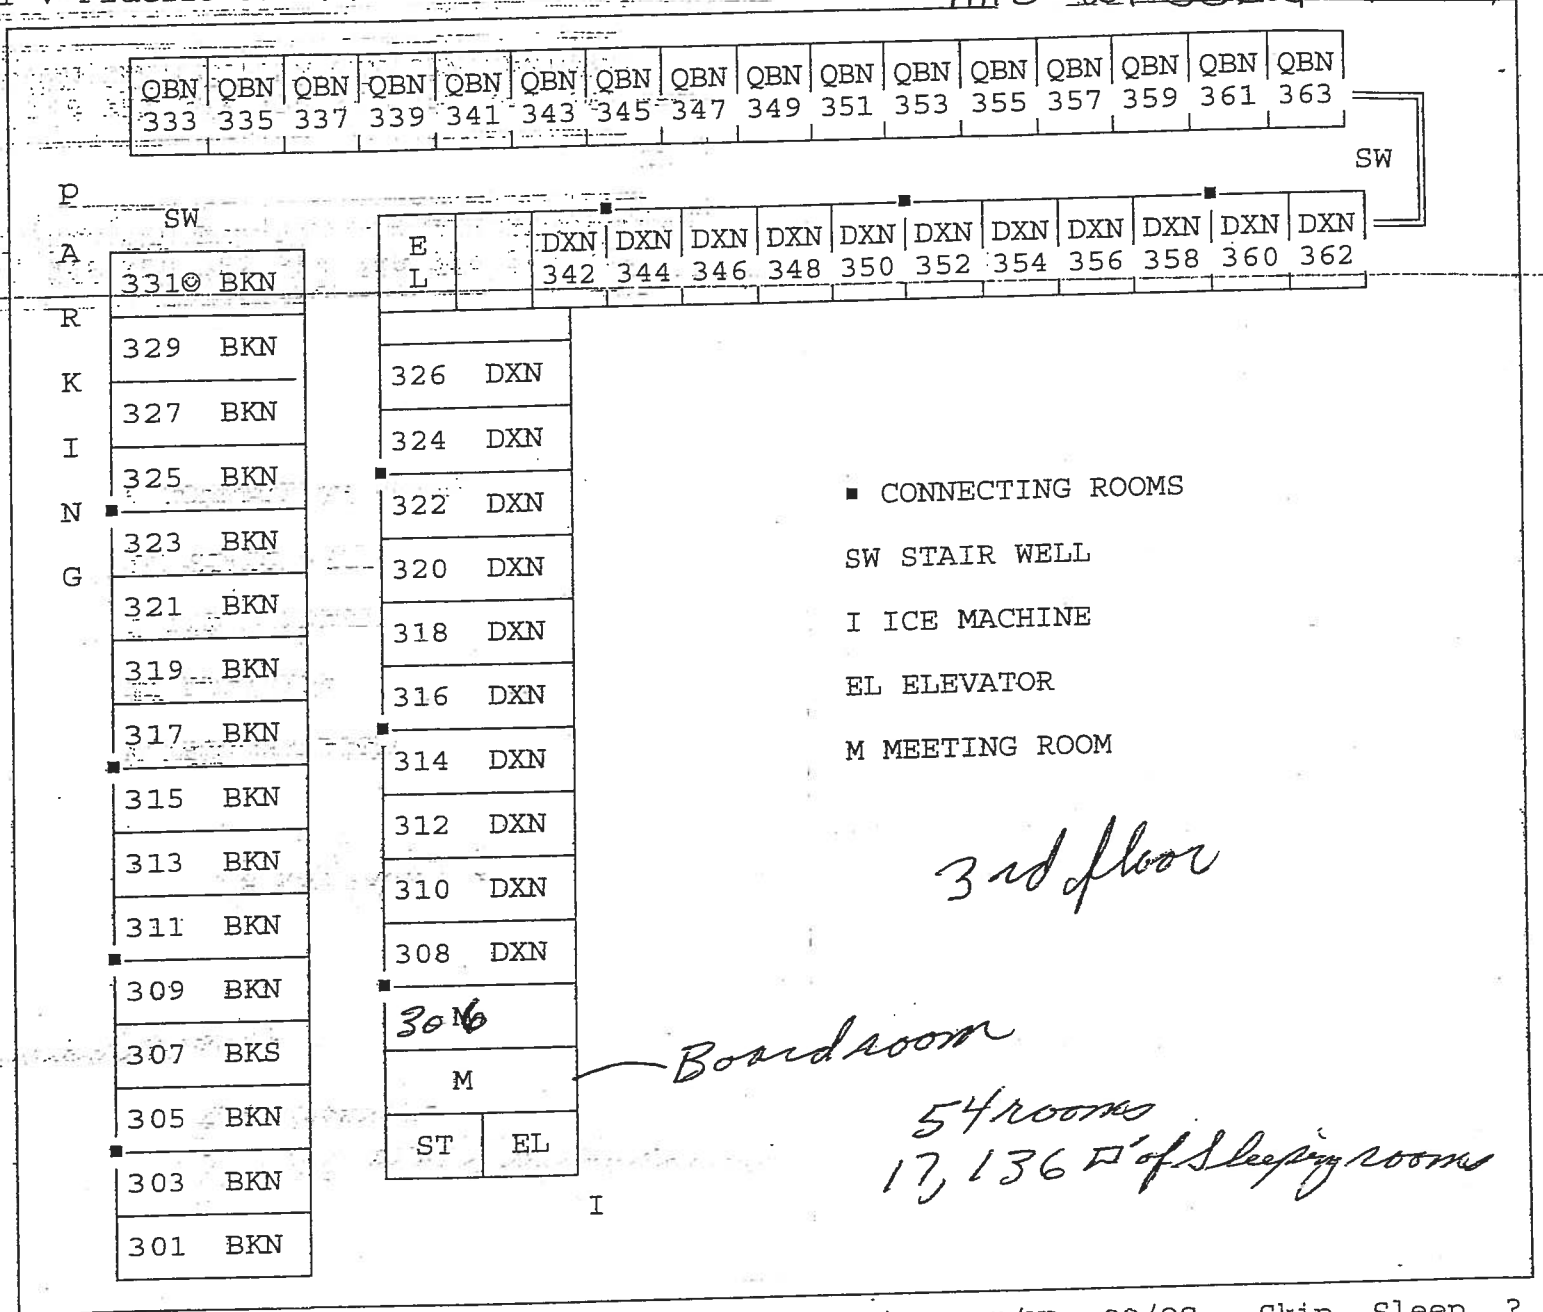 QBN QBN QBN QBN QBN QBN QBN QBN QBN QBN QBN QBN QBN QBN QBN QBN
333 335 337 339 341 343 345 347 349 351 353 355 357 359 361 363
SW
PARKING
SW
EL
DXN DXN DXN DXN DXN DXN DXN DXN DXN DXN DXN
342 344 346 348 350 352 354 356 358 360 362
331☺ BKN
329 BKN
327 BKN
325 BKN
323 BKN
321 BKN
319 BKN
317 BKN
315 BKN
313 BKN
311 BKN
309 BKN
307 BKS
305 BKN
303 BKN
301 BKN
326 DXN
324 DXN
322 DXN
320 DXN
318 DXN
316 DXN
314 DXN
312 DXN
310 DXN
308 DXN
306
M
ST EL
I
■ CONNECTING ROOMS
SW STAIR WELL
I ICE MACHINE
EL ELEVATOR
M MEETING ROOM
3rd floor
Boardroom
54 rooms
17,136 □' of Sleeping rooms
Skip Sleep ?